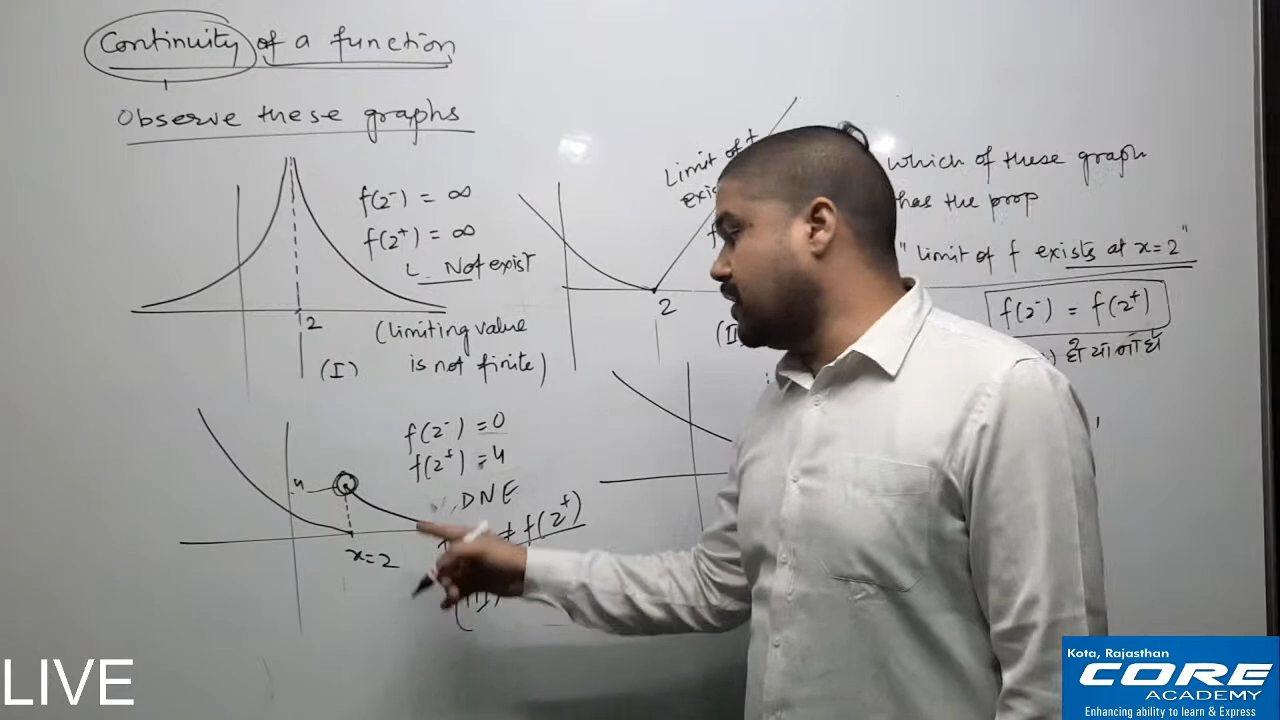 Continuity of a function
Observe these graphs
f(2⁻) = ∞
f(2⁺) = ∞
L. Not exist
2
(limiting value
is not finite)
(I)
Limit of f
2
which of these graph
has the prop
"limit of f exists at x=2"
f(2⁻) = f(2⁺)
f(2⁻) = 0
f(2⁺) = 4
DNE
≠ f(2⁺)
4
x=2
LIVE
Kota, Rajasthan
CORE
ACADEMY
Enhancing ability to learn & Express